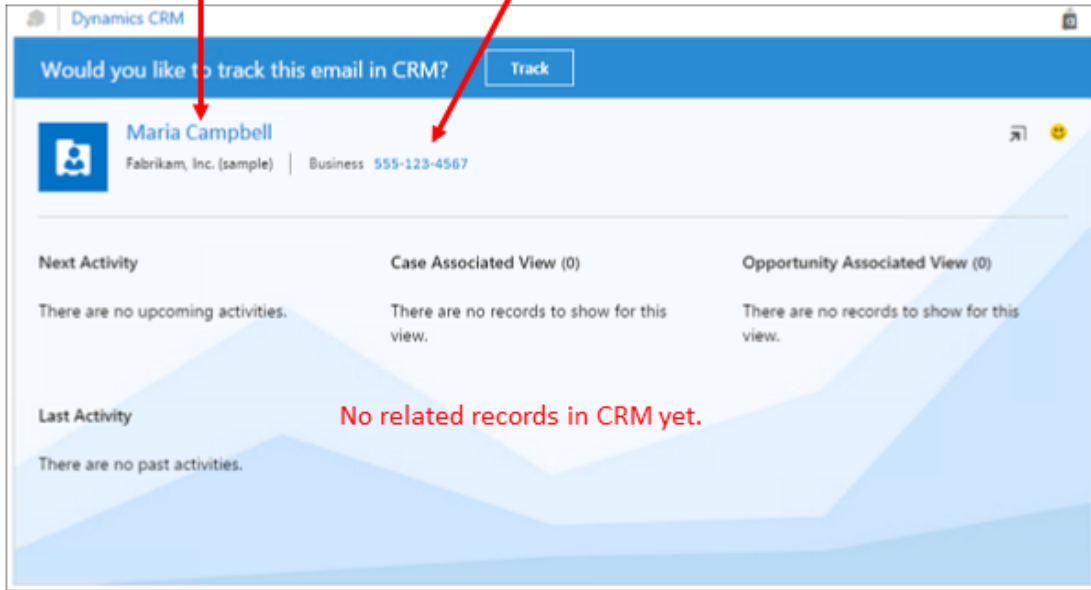 Dynamics CRM
Would you like to track this email in CRM? Track
Maria Campbell
Fabrikam, Inc. (sample) Business 555-123-4567
Next Activity Case Associated View (0) Opportunity Associated View (0)
There are no upcoming activities. There are no records to show for this There are no records to show for this
view. view.
Last Activity No related records in CRM yet.
There are no past activities.